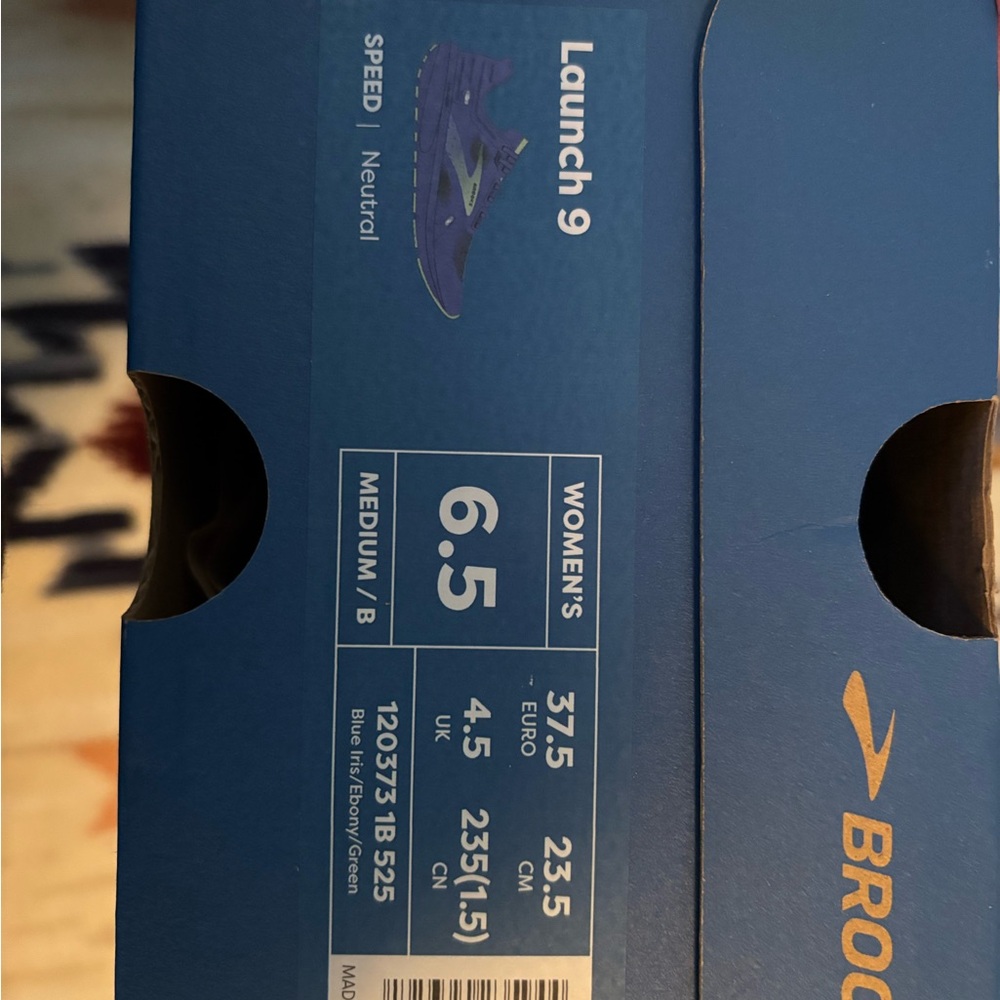 BROO
Launch 9
SPEED | Neutral
WOMEN'S
6.5
MEDIUM / B
37.5
EURO
23.5
CM
4.5
UK
235(1.5)
CN
120373 1B 525
Blue Iris/Ebony/Green
MAD